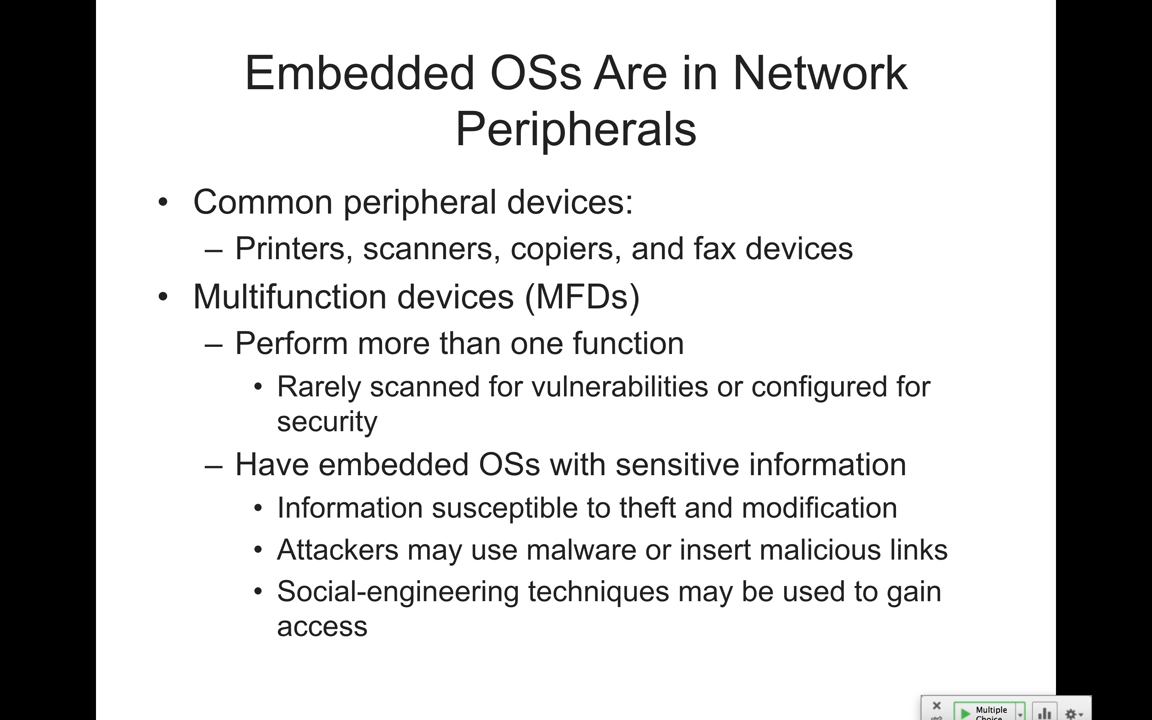 Embedded OSs Are in Network
Peripherals
• Common peripheral devices:
– Printers, scanners, copiers, and fax devices
• Multifunction devices (MFDs)
– Perform more than one function
• Rarely scanned for vulnerabilities or configured for
security
– Have embedded OSs with sensitive information
• Information susceptible to theft and modification
• Attackers may use malware or insert malicious links
• Social-engineering techniques may be used to gain
access
Multiple
Choice